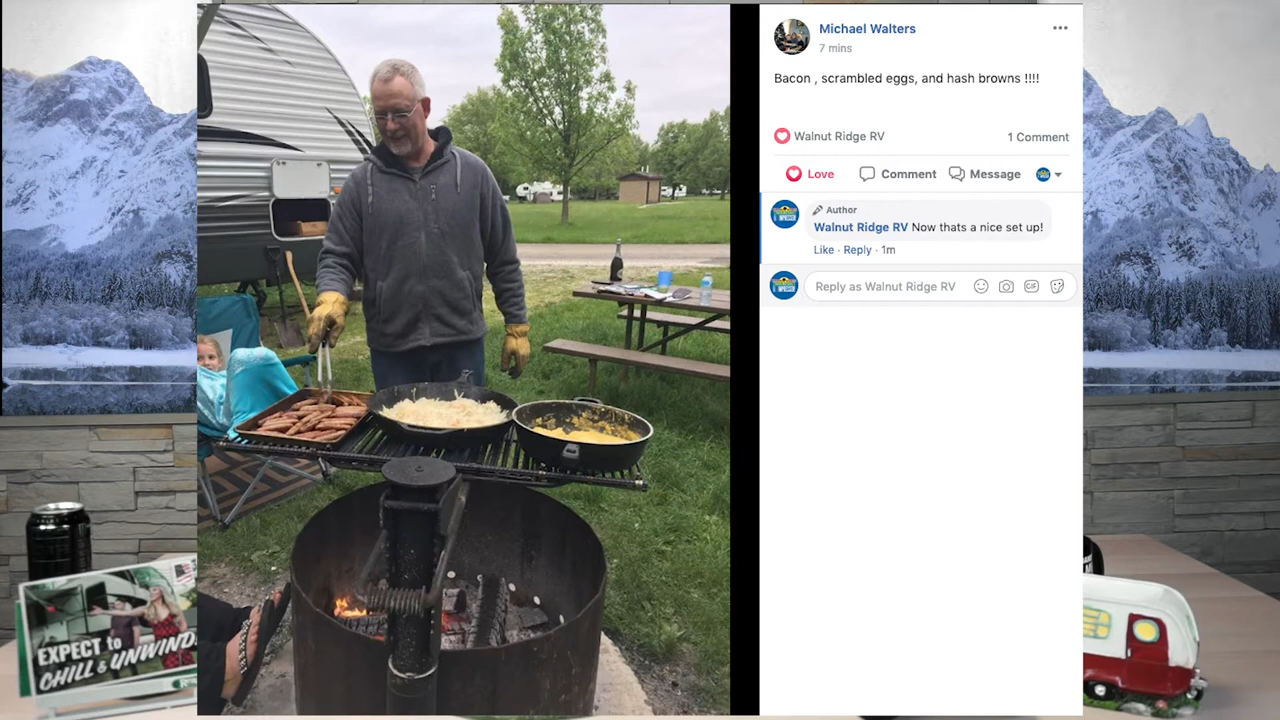 Michael Walters
7 mins
Bacon , scrambled eggs, and hash browns !!!!
Walnut Ridge RV
1 Comment
Love
Comment
Message
Author
Walnut Ridge RV Now thats a nice set up!
Like · Reply · 1m
Reply as Walnut Ridge RV
GIF
EXPECT to
CHILL & UNWIND.